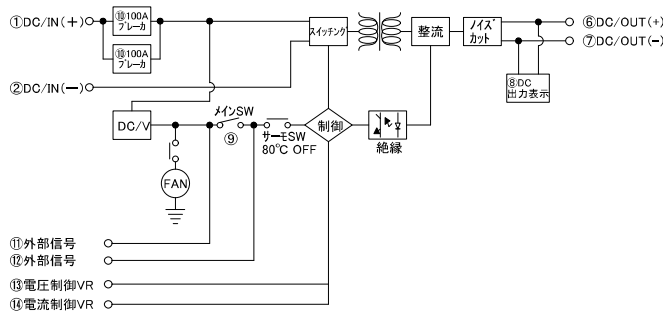 ①DC/IN(+)
⑩100A
ブレーカ
⑩100A
ブレーカ
②DC/IN(-)
スイッチング
整流
ノイズ
カット
⑥DC/OUT(+)
⑦DC/OUT(-)
⑧DC
出力表示
DC/V
メインSW
⑨
サーモSW
80℃ OFF
制御
絶縁
FAN
⑪外部信号
⑫外部信号
⑬電圧制御VR
⑭電流制御VR